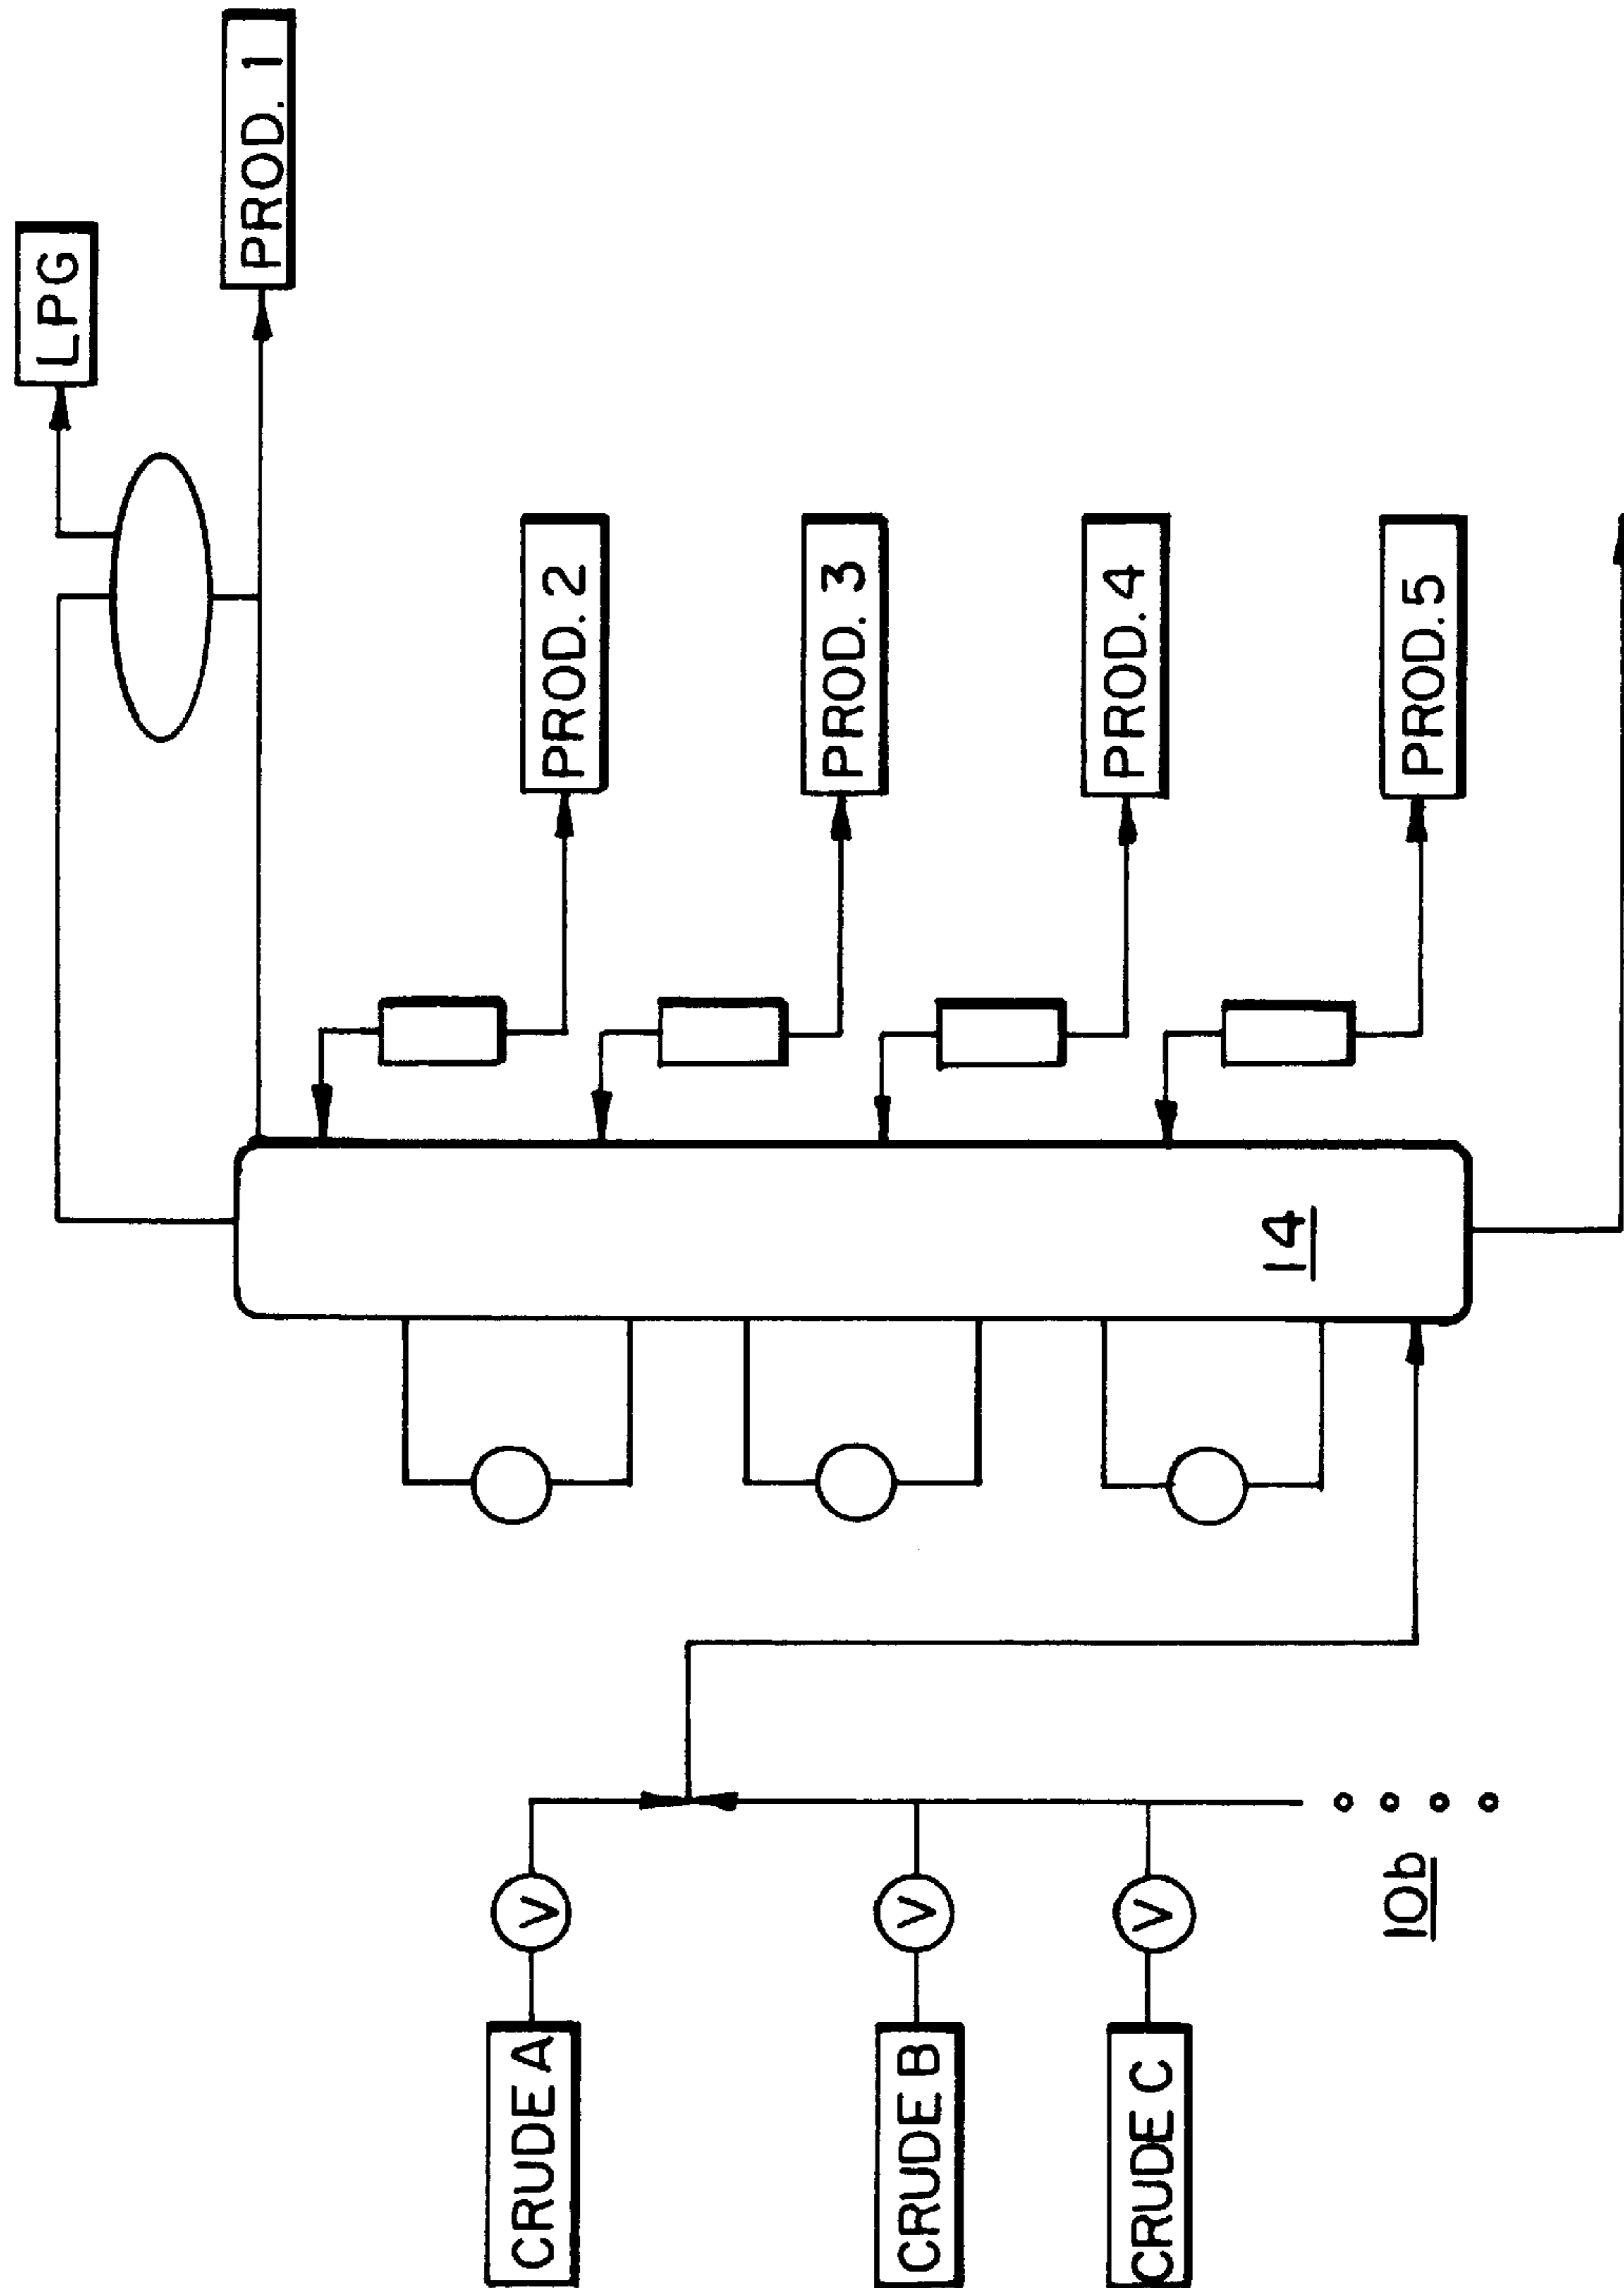 LPG
PROD. 1
PROD. 2
PROD. 3
PROD. 4
PROD. 5
14
CRUDE A
V
CRUDE B
V
CRUDE C
V
10b